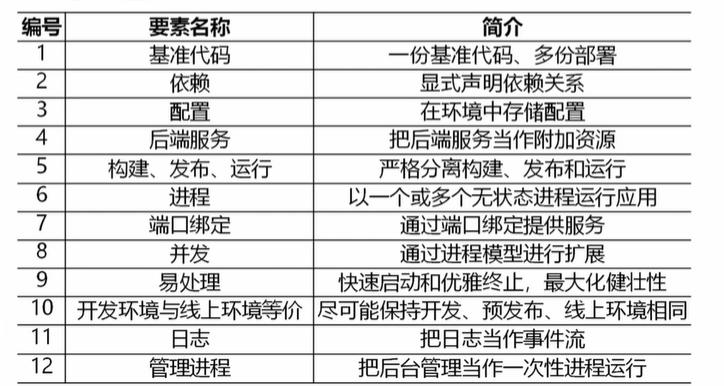 编号 要素名称 简介
1 基准代码 一份基准代码、多份部署
2 依赖 显式声明依赖关系
3 配置 在环境中存储配置
4 后端服务 把后端服务当作附加资源
5 构建、发布、运行 严格分离构建、发布和运行
6 进程 以一个或多个无状态进程运行应用
7 端口绑定 通过端口绑定提供服务
8 并发 通过进程模型进行扩展
9 易处理 快速启动和优雅终止，最大化健壮性
10 开发环境与线上环境等价 尽可能保持开发、预发布、线上环境相同
11 日志 把日志当作事件流
12 管理进程 把后台管理当作一次性进程运行